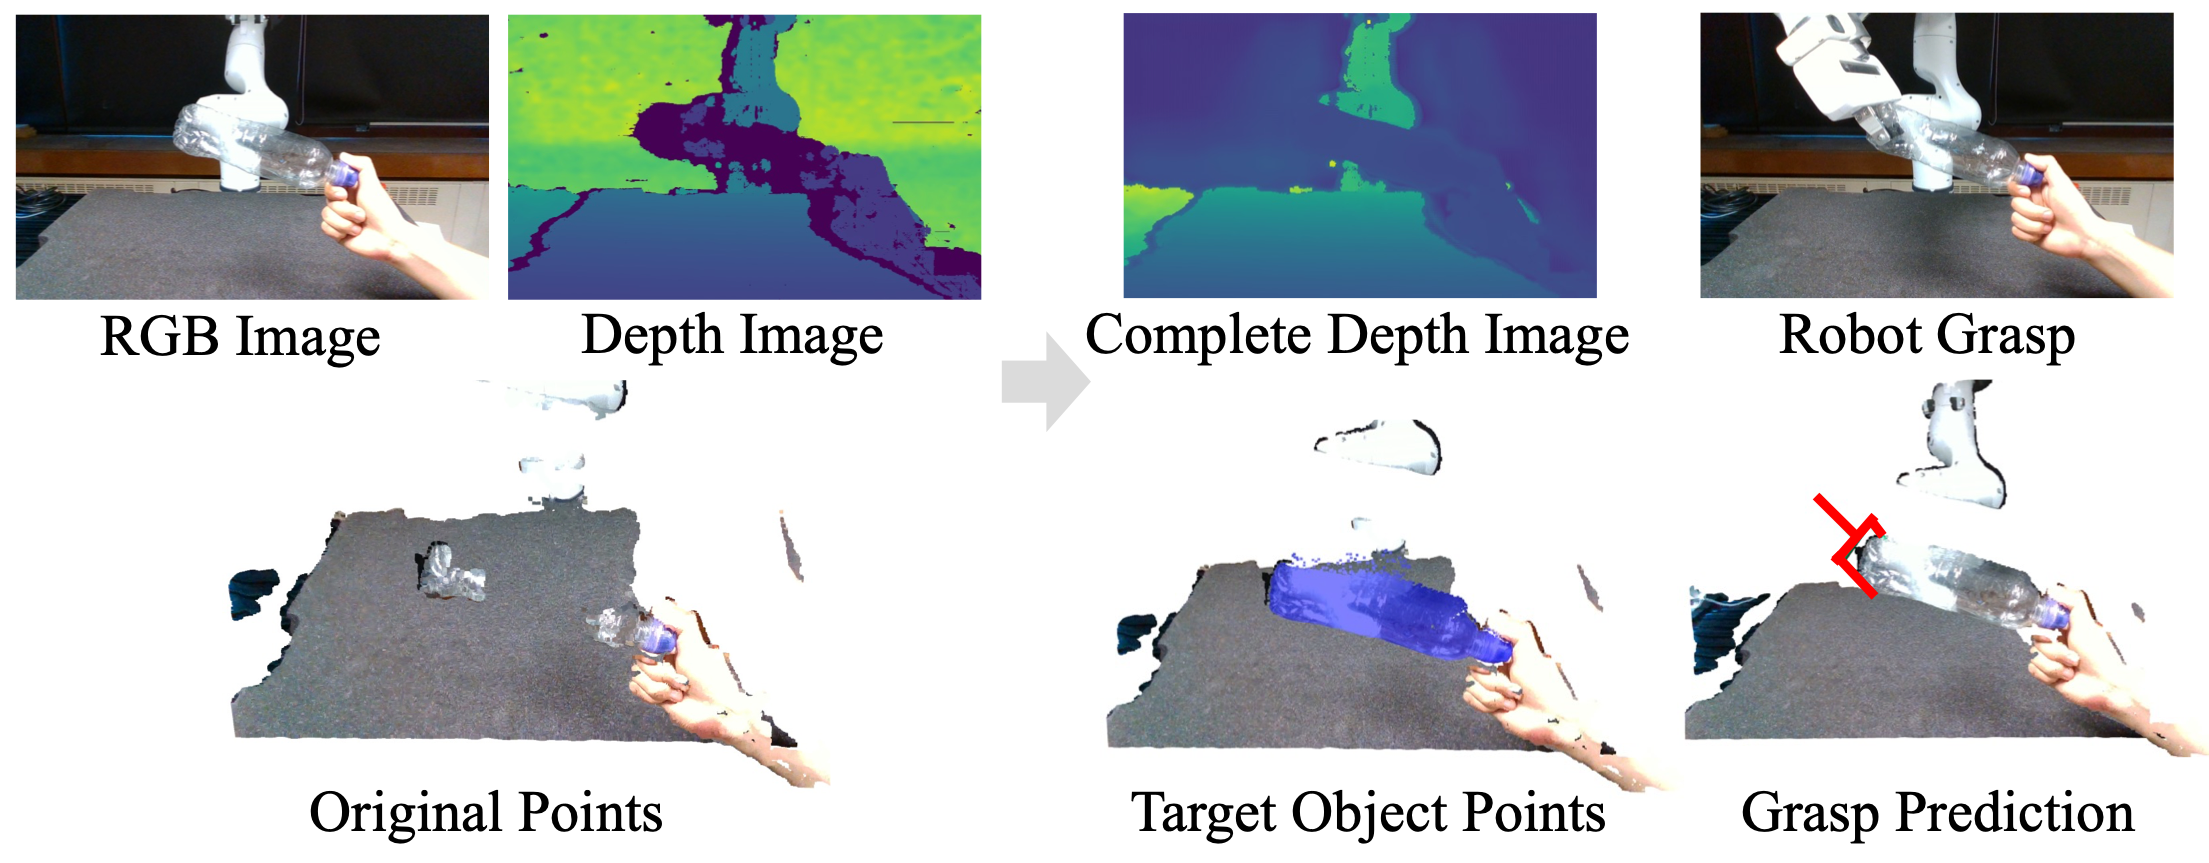 RGB Image
Depth Image
Complete Depth Image
Robot Grasp
Original Points
Target Object Points
Grasp Prediction